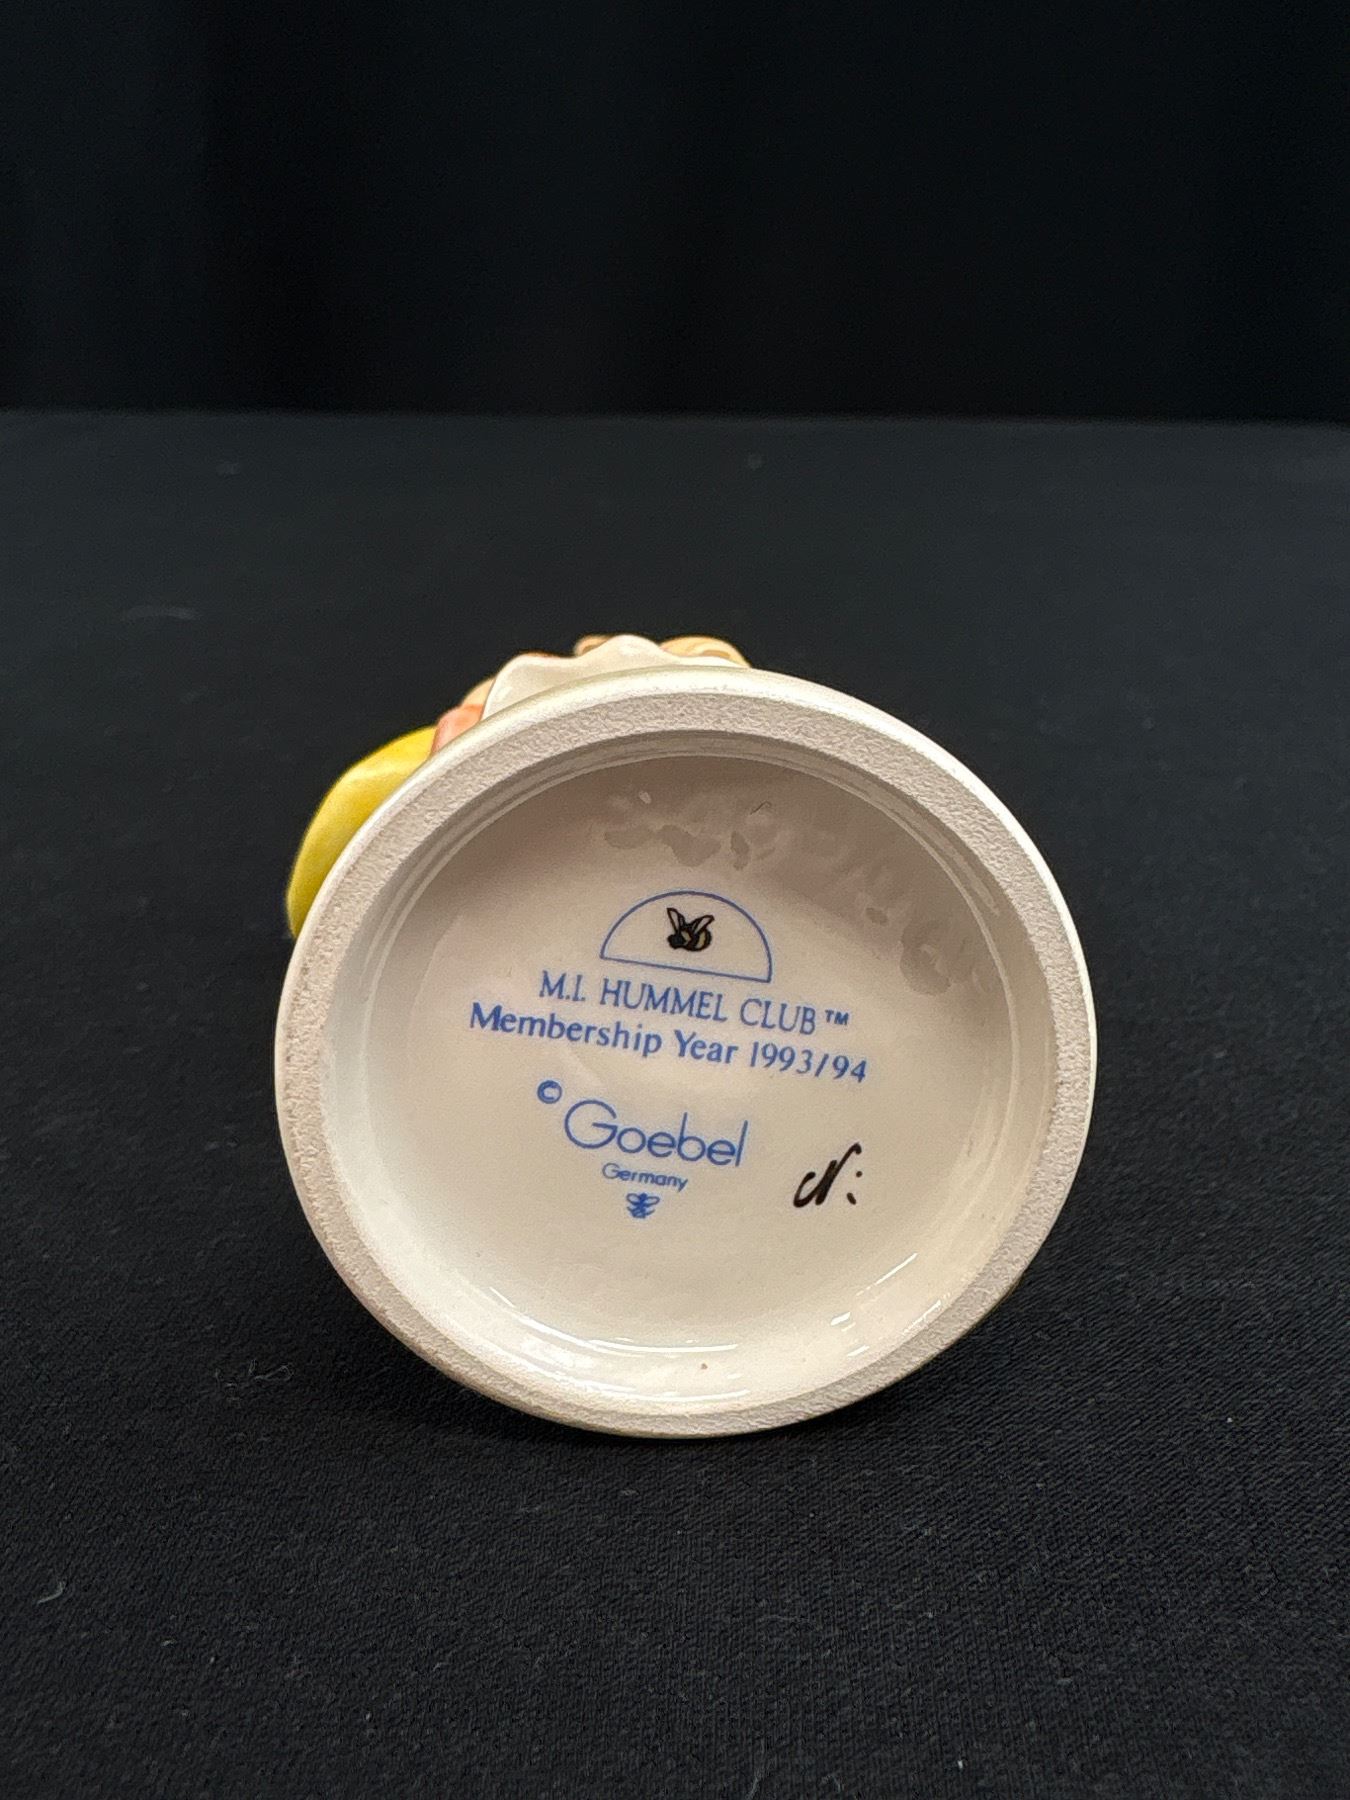 M.I. HUMMEL CLUB™
Membership Year 1993/94
© Goebel
Germany